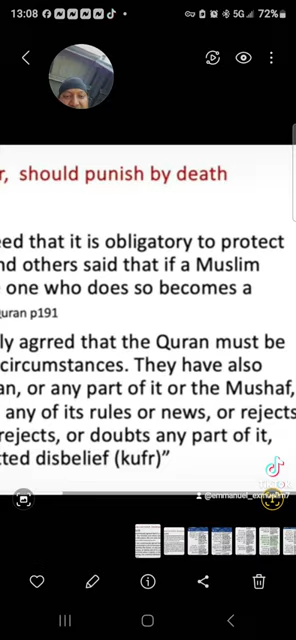 13:08
5G 72%
r, should punish by death
eed that it is obligatory to protect
nd others said that if a Muslim
one who does so becomes a
uran p191
ly agrred that the Quran must be
circumstances. They have also
an, or any part of it or the Mushaf,
any of its rules or news, or rejects
rejects, or doubts any part of it,
tted disbelief (kufr)”
TikTok